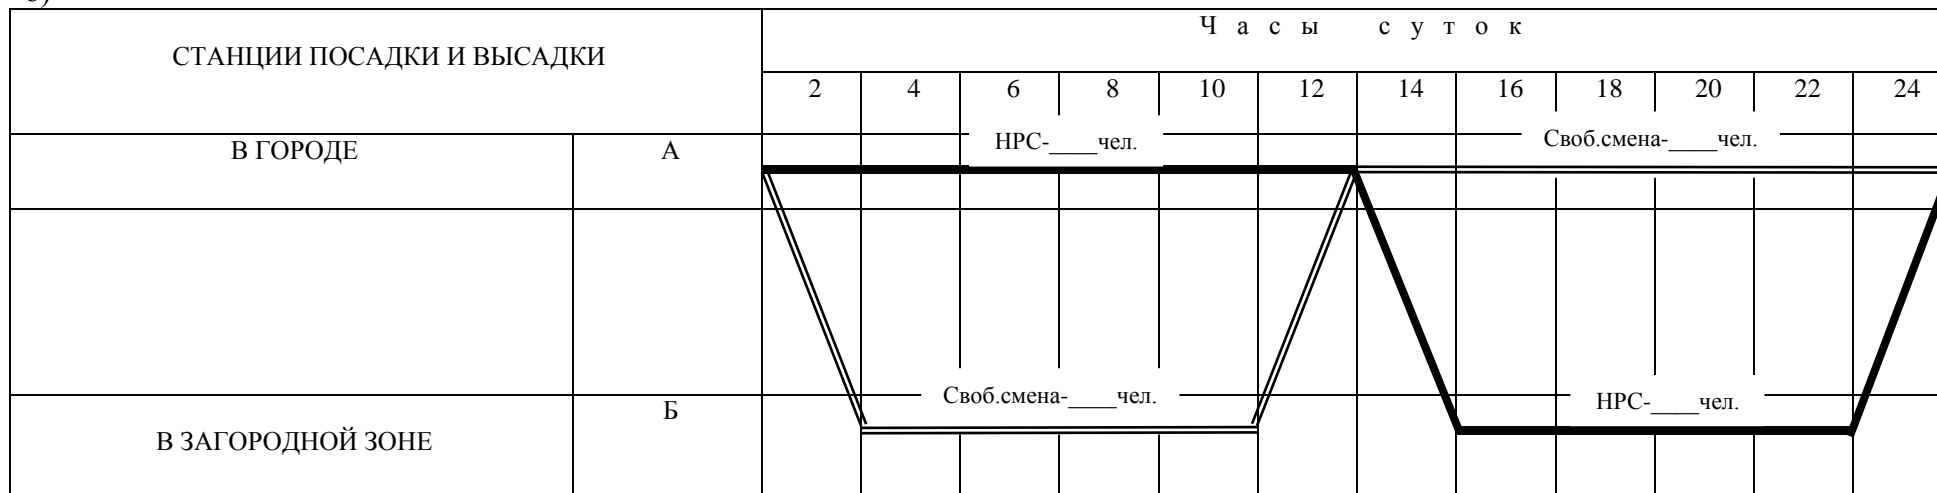 б)
Ч а с ы с у т о к
СТАНЦИИ ПОСАДКИ И ВЫСАДКИ
2 4 6 8 10 12 14 16 18 20 22 24
В ГОРОДЕ А НРС-____чел. Своб.смена-____чел.
Своб.смена-____чел. НРС-____чел.
Б
В ЗАГОРОДНОЙ ЗОНЕ